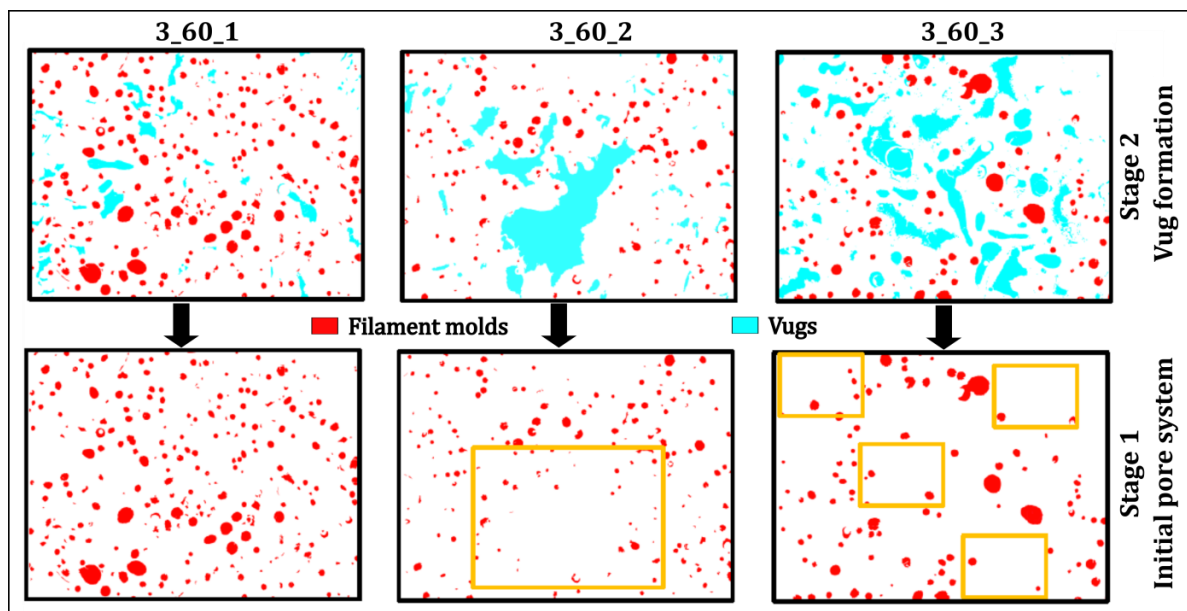 3_60_1
3_60_2
3_60_3
Stage 2
Vug formation
Filament molds
Vugs
Stage 1
Initial pore system